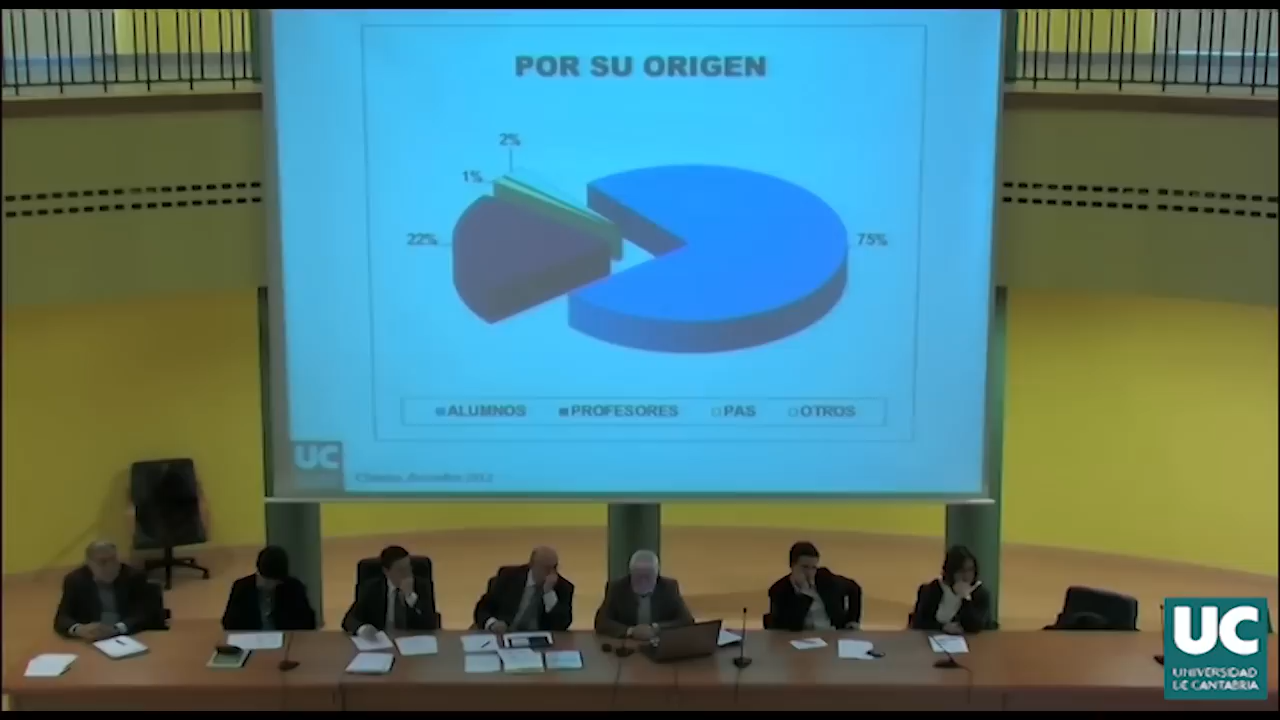 POR SU ORIGEN
2%
1%
22%
75%
ALUMNOS PROFESORES PAS OTROS
UC
UC
UNIVERSIDAD
DE CANTABRIA